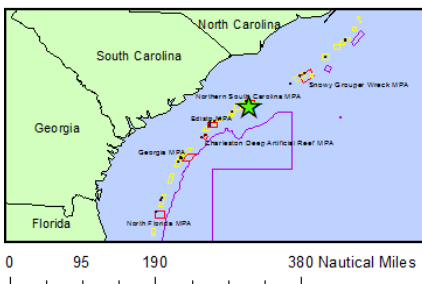 North Carolina
South Carolina
Snowy Grouper Wreck MPA
Northern South Carolina MPA
Edisto MPA
Georgia
Charleston Deep Artificial Reef MPA
Georgia MPA
Florida
North Florida MPA
0 95 190 380 Nautical Miles